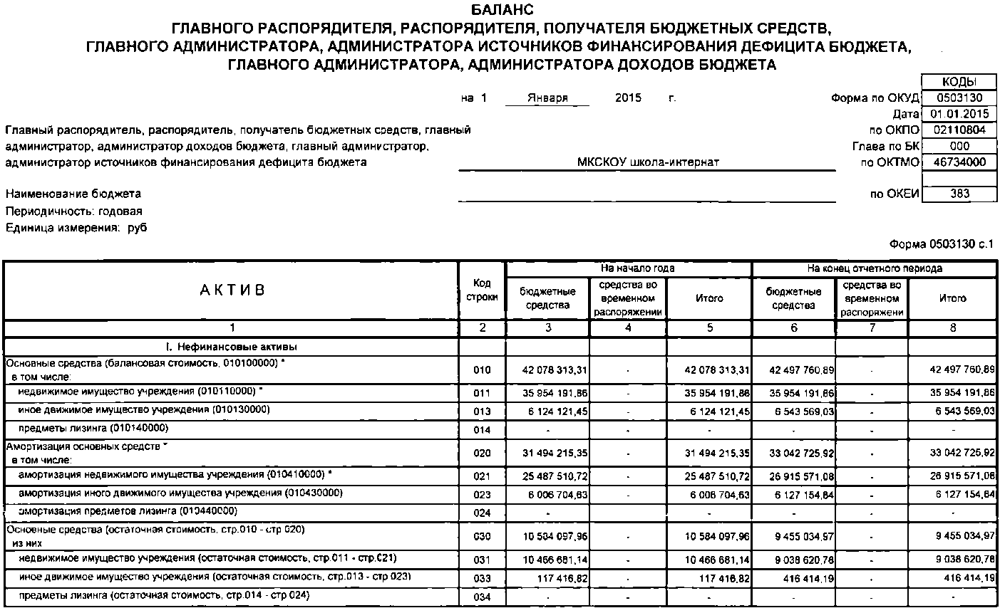 БАЛАНС
ГЛАВНОГО РАСПОРЯДИТЕЛЯ, РАСПОРЯДИТЕЛЯ, ПОЛУЧАТЕЛЯ БЮДЖЕТНЫХ СРЕДСТВ,
ГЛАВНОГО АДМИНИСТРАТОРА, АДМИНИСТРАТОРА ИСТОЧНИКОВ ФИНАНСИРОВАНИЯ ДЕФИЦИТА БЮДЖЕТА,
ГЛАВНОГО АДМИНИСТРАТОРА, АДМИНИСТРАТОРА ДОХОДОВ БЮДЖЕТА
КОДЫ
на 1 Января 2015 г. Форма по ОКУД 0503130
Дата 01.01.2015
Главный распорядитель, распорядитель, получатель бюджетных средств, главный по ОКПО 02110804
администратор, администратор доходов бюджета, главный администратор, Глава по БК 000
администратор источников финансирования дефицита бюджета МКСКОУ школа-интернат по ОКТМО 46734000
Наименование бюджета по ОКЕИ 383
Периодичность: годовая
Единица измерения: руб
Форма 0503130 с.1
АКТИВ Код строки На начало года На конец отчетного периода
бюджетные средства средства во временном распоряжении Итого бюджетные средства средства во временном распоряжени Итого
1 2 3 4 5 6 7 8
I. Нефинансовые активы
Основные средства (балансовая стоимость, 010100000) *
в том числе: 010 42 078 313,31 - 42 078 313,31 42 497 760,89 - 42 497 760,89
недвижимое имущество учреждения (010110000) * 011 35 954 191,86 - 35 954 191,86 35 954 191,86 - 35 954 191,86
иное движимое имущество учреждения (010130000) 013 6 124 121,45 - 6 124 121,45 6 543 569,03 - 6 543 569,03
предметы лизинга (010140000) 014 - - - - - -
Амортизация основных средств *
в том числе: 020 31 494 215,35 - 31 494 215,35 33 042 725,92 - 33 042 725,92
амортизация недвижимого имущества учреждения (010410000) * 021 25 487 510,72 - 25 487 510,72 26 915 571,08 - 26 915 571,08
амортизация иного движимого имущества учреждения (010430000) 023 6 006 704,63 - 6 006 704,63 6 127 154,84 - 6 127 154,84
амортизация предметов лизинга (010440000) 024 - - - - - -
Основные средства (остаточная стоимость, стр.010 - стр 020)
из них 030 10 584 097,96 - 10 584 097,96 9 455 034,97 - 9 455 034,97
недвижимое имущество учреждения (остаточная стоимость, стр.011 - стр.021) 031 10 466 681,14 - 10 466 681,14 9 038 620,78 - 9 038 620,78
иное движимое имущество учреждения (остаточная стоимость, стр.013 - стр 023) 033 117 416,82 - 117 416,82 416 414,19 - 416 414,19
предметы лизинга (остаточная стоимость, стр.014 - стр 024) 034 - - - - - -